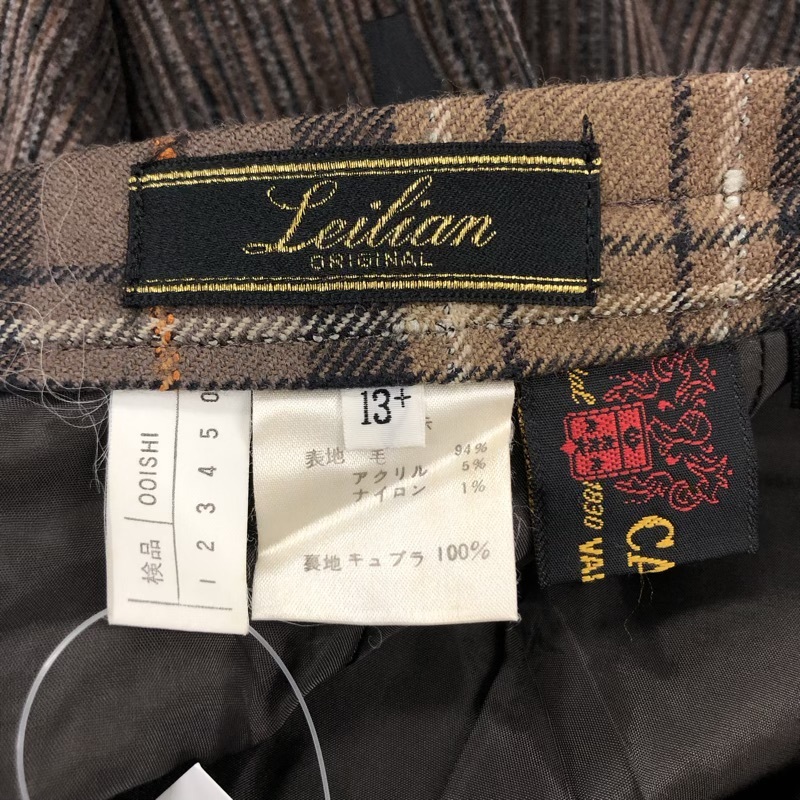 Leilian
ORIGINAL
13+
表地 毛 94%
アクリル 5%
ナイロン 1%
裏地 キュプラ 100%
検品 OOISHI
1 2 3 4 5 0
1830
CA